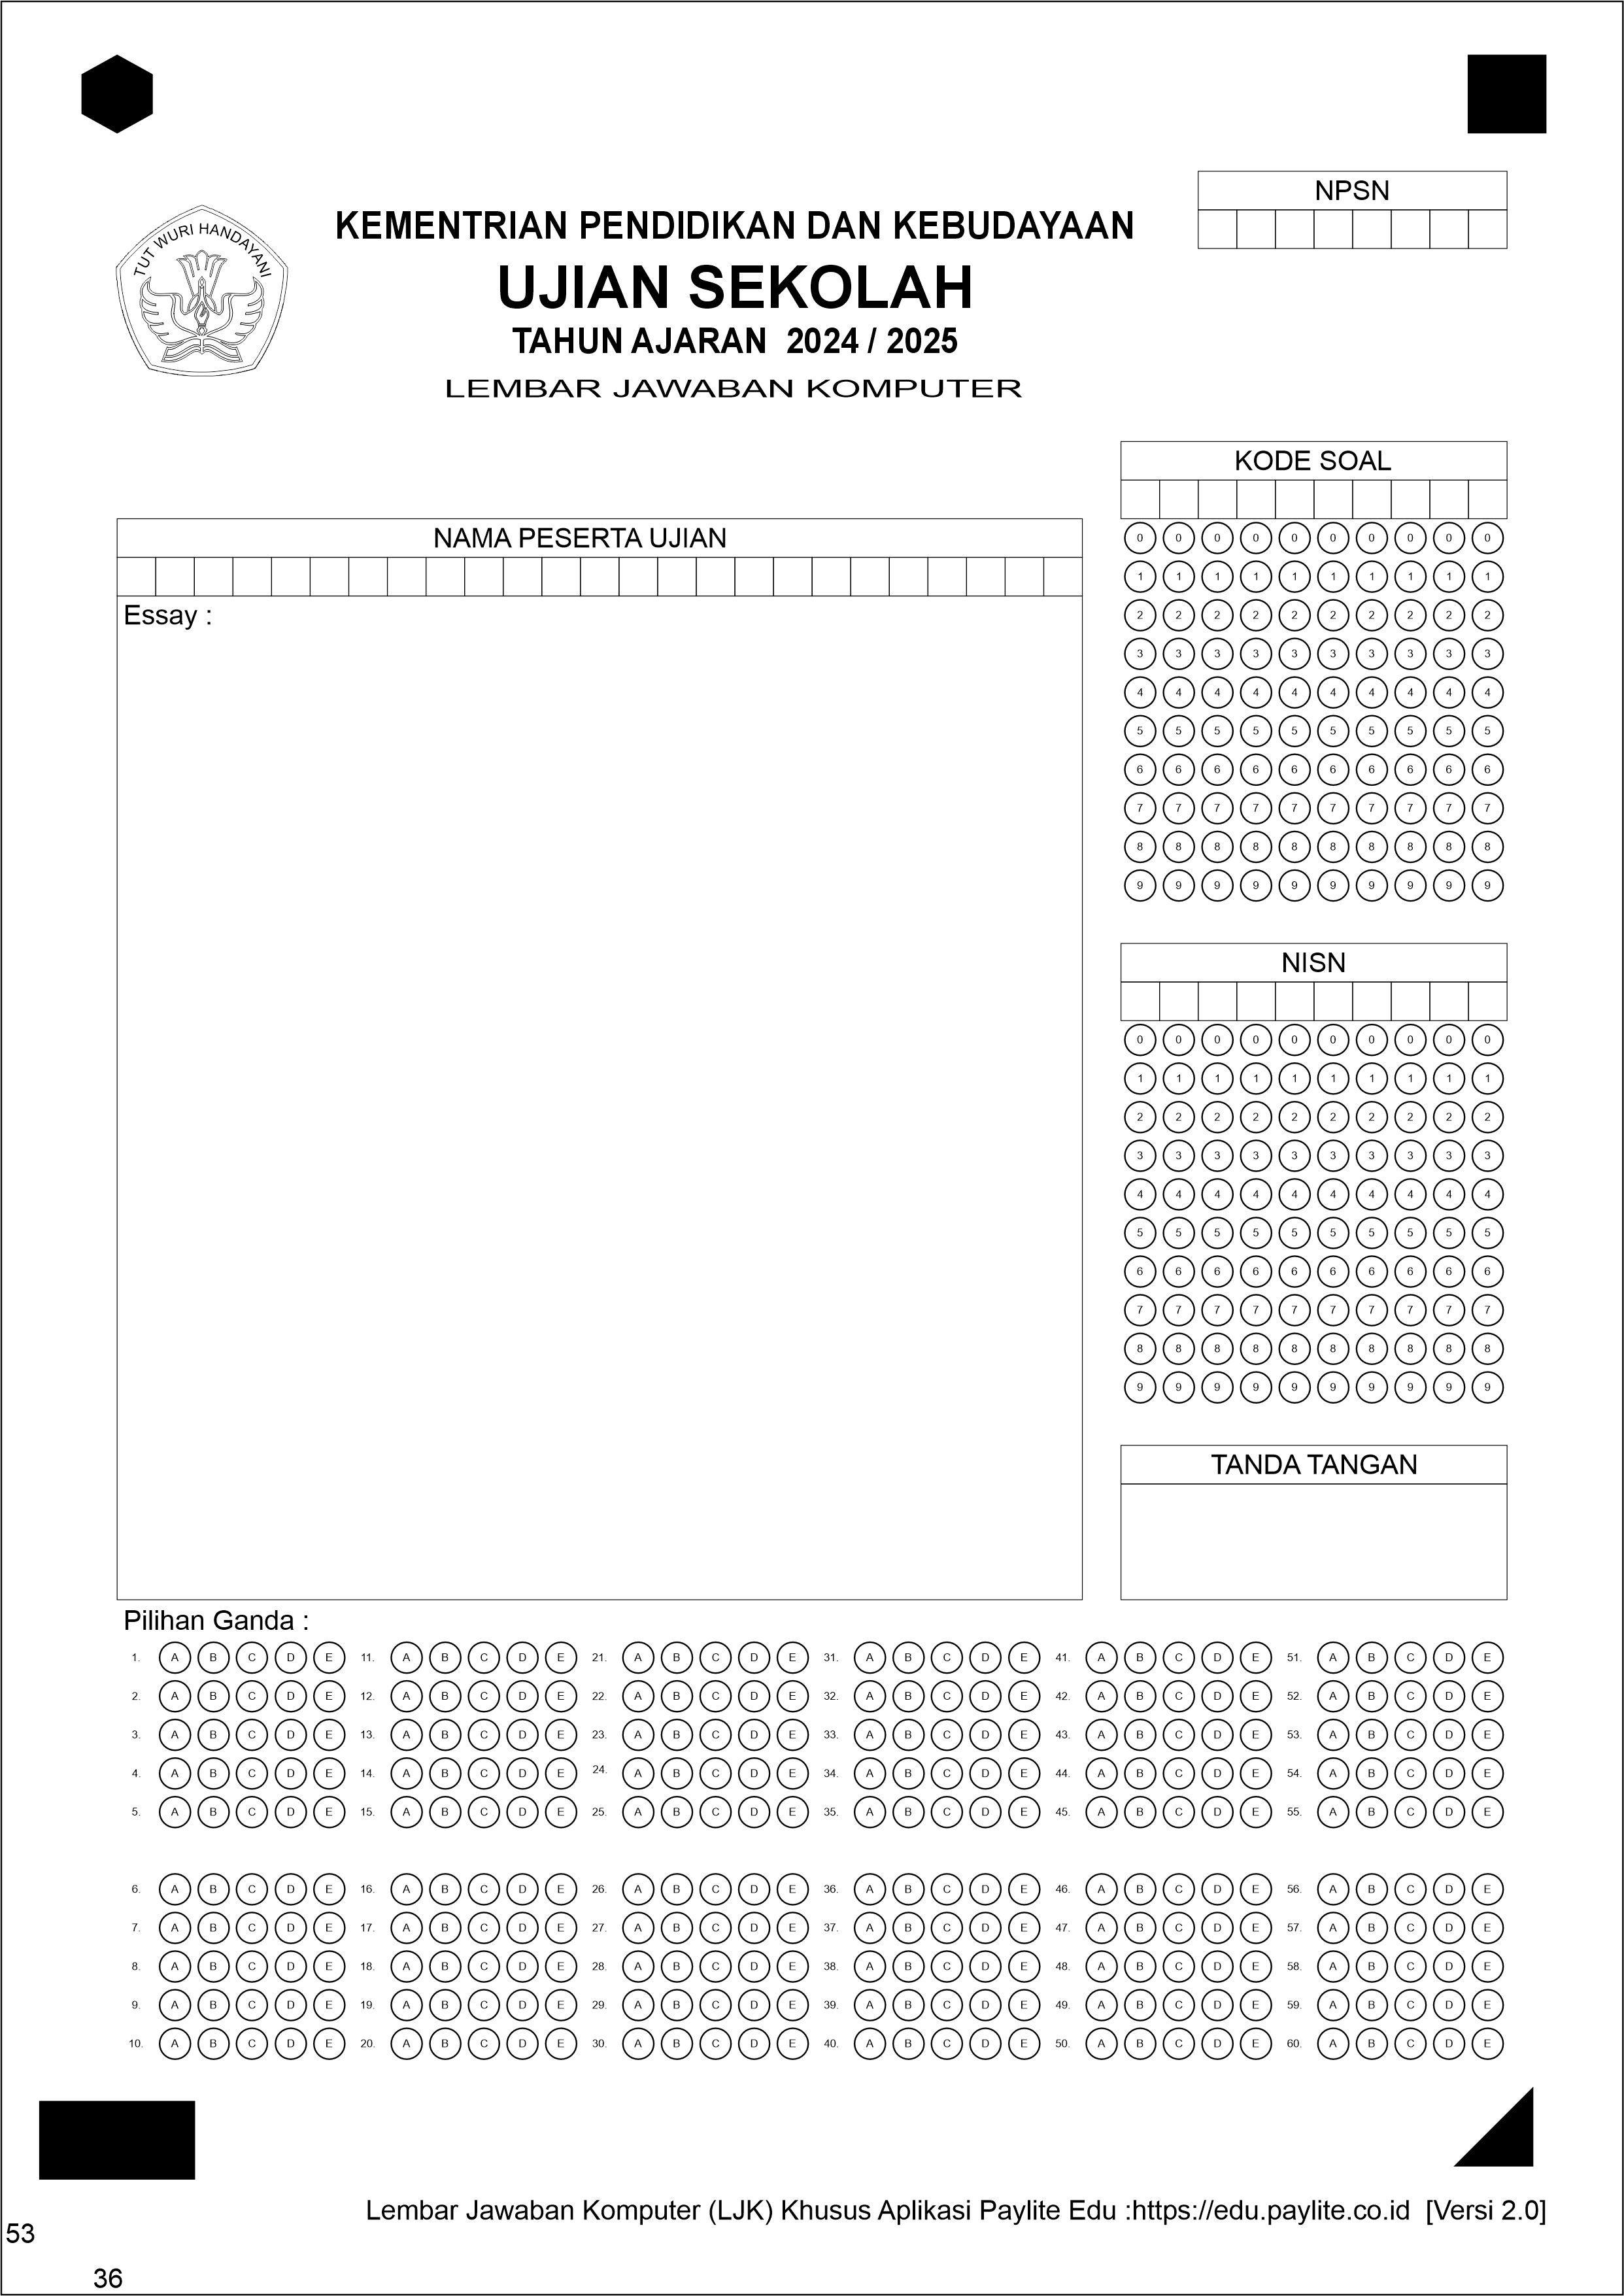 NPSN
TUT WURI HANDAYANI
KEMENTRIAN PENDIDIKAN DAN KEBUDAYAAN
UJIAN SEKOLAH
TAHUN AJARAN 2024 / 2025
LEMBAR JAWABAN KOMPUTER
KODE SOAL
0 0 0 0 0 0 0 0 0 0
1 1 1 1 1 1 1 1 1 1
2 2 2 2 2 2 2 2 2 2
3 3 3 3 3 3 3 3 3 3
4 4 4 4 4 4 4 4 4 4
5 5 5 5 5 5 5 5 5 5
6 6 6 6 6 6 6 6 6 6
7 7 7 7 7 7 7 7 7 7
8 8 8 8 8 8 8 8 8 8
9 9 9 9 9 9 9 9 9 9
NAMA PESERTA UJIAN
Essay :
NISN
0 0 0 0 0 0 0 0 0 0
1 1 1 1 1 1 1 1 1 1
2 2 2 2 2 2 2 2 2 2
3 3 3 3 3 3 3 3 3 3
4 4 4 4 4 4 4 4 4 4
5 5 5 5 5 5 5 5 5 5
6 6 6 6 6 6 6 6 6 6
7 7 7 7 7 7 7 7 7 7
8 8 8 8 8 8 8 8 8 8
9 9 9 9 9 9 9 9 9 9
TANDA TANGAN
Pilihan Ganda :
1. A B C D E 11. A B C D E 21. A B C D E 31. A B C D E 41. A B C D E 51. A B C D E
2. A B C D E 12. A B C D E 22. A B C D E 32. A B C D E 42. A B C D E 52. A B C D E
3. A B C D E 13. A B C D E 23. A B C D E 33. A B C D E 43. A B C D E 53. A B C D E
4. A B C D E 14. A B C D E 24. A B C D E 34. A B C D E 44. A B C D E 54. A B C D E
5. A B C D E 15. A B C D E 25. A B C D E 35. A B C D E 45. A B C D E 55. A B C D E
6. A B C D E 16. A B C D E 26. A B C D E 36. A B C D E 46. A B C D E 56. A B C D E
7. A B C D E 17. A B C D E 27. A B C D E 37. A B C D E 47. A B C D E 57. A B C D E
8. A B C D E 18. A B C D E 28. A B C D E 38. A B C D E 48. A B C D E 58. A B C D E
9. A B C D E 19. A B C D E 29. A B C D E 39. A B C D E 49. A B C D E 59. A B C D E
10. A B C D E 20. A B C D E 30. A B C D E 40. A B C D E 50. A B C D E 60. A B C D E
Lembar Jawaban Komputer (LJK) Khusus Aplikasi Paylite Edu :https://edu.paylite.co.id [Versi 2.0]
53
36